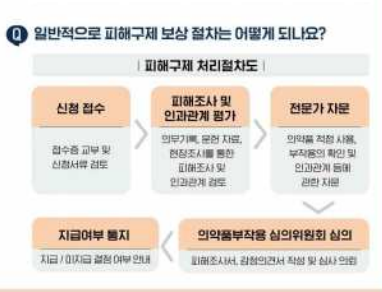 Q 일반적으로 피해구제 보상 절차는 어떻게 되나요?
| 피해구제 처리절차도 |
신청 접수
접수증 교부 및
신청서류 검토
피해조사 및
인과관계 평가
의무기록, 문헌 자료,
현장조사를 통한
피해조사 및
인과관계 검토
전문가 자문
의약품 적정 사용,
부작용의 확인 및
인과관계 등에
관한 자문
의약품부작용 심의위원회 심의
피해조사서, 감정의견서 작성 및 심사 의뢰
지급여부 통지
지급 / 미지급 결정 여부 안내